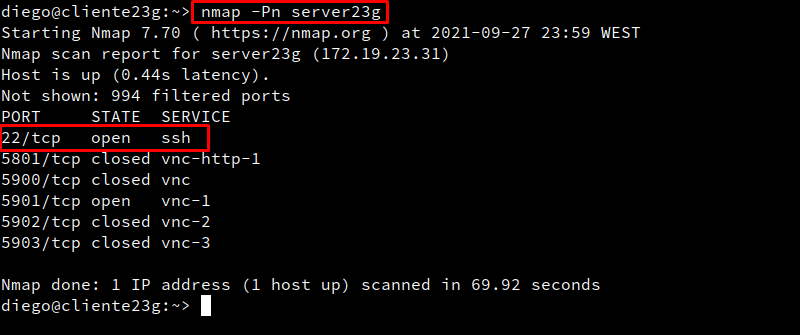 diego@cliente23g:~> nmap -Pn server23g
Starting Nmap 7.70 ( https://nmap.org ) at 2021-09-27 23:59 WEST
Nmap scan report for server23g (172.19.23.31)
Host is up (0.44s latency).
Not shown: 994 filtered ports
PORT     STATE  SERVICE
22/tcp   open   ssh
5801/tcp closed vnc-http-1
5900/tcp closed vnc
5901/tcp open   vnc-1
5902/tcp closed vnc-2
5903/tcp closed vnc-3
Nmap done: 1 IP address (1 host up) scanned in 69.92 seconds
diego@cliente23g:~>